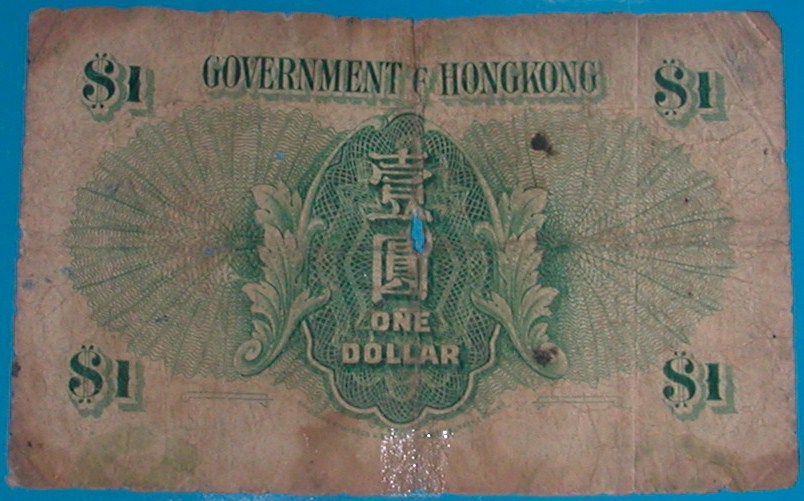 $1 GOVERNMENT OF HONGKONG $1
壹
圓
ONE
DOLLAR
$1 $1